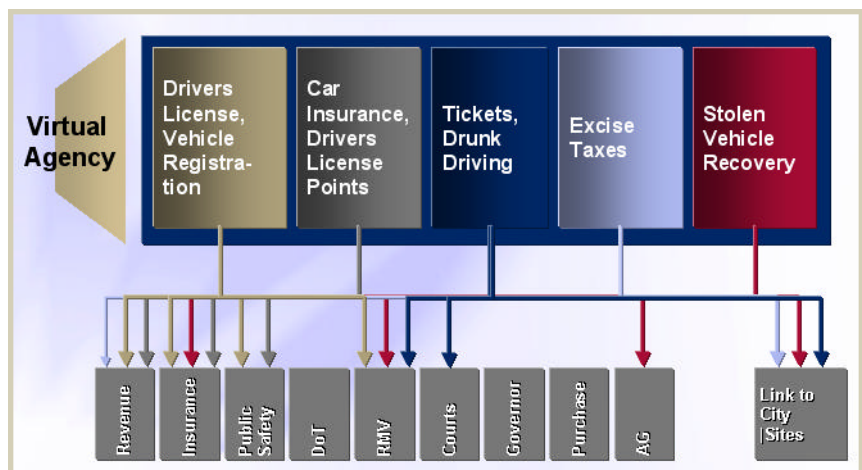 Virtual
Agency
Drivers
License,
Vehicle
Registra-
tion
Car
Insurance,
Drivers
License
Points
Tickets,
Drunk
Driving
Excise
Taxes
Stolen
Vehicle
Recovery
Revenue
Insurance
Public
Safety
DoT
RMV
Courts
Governor
Purchase
AG
Link to
City
|Sites